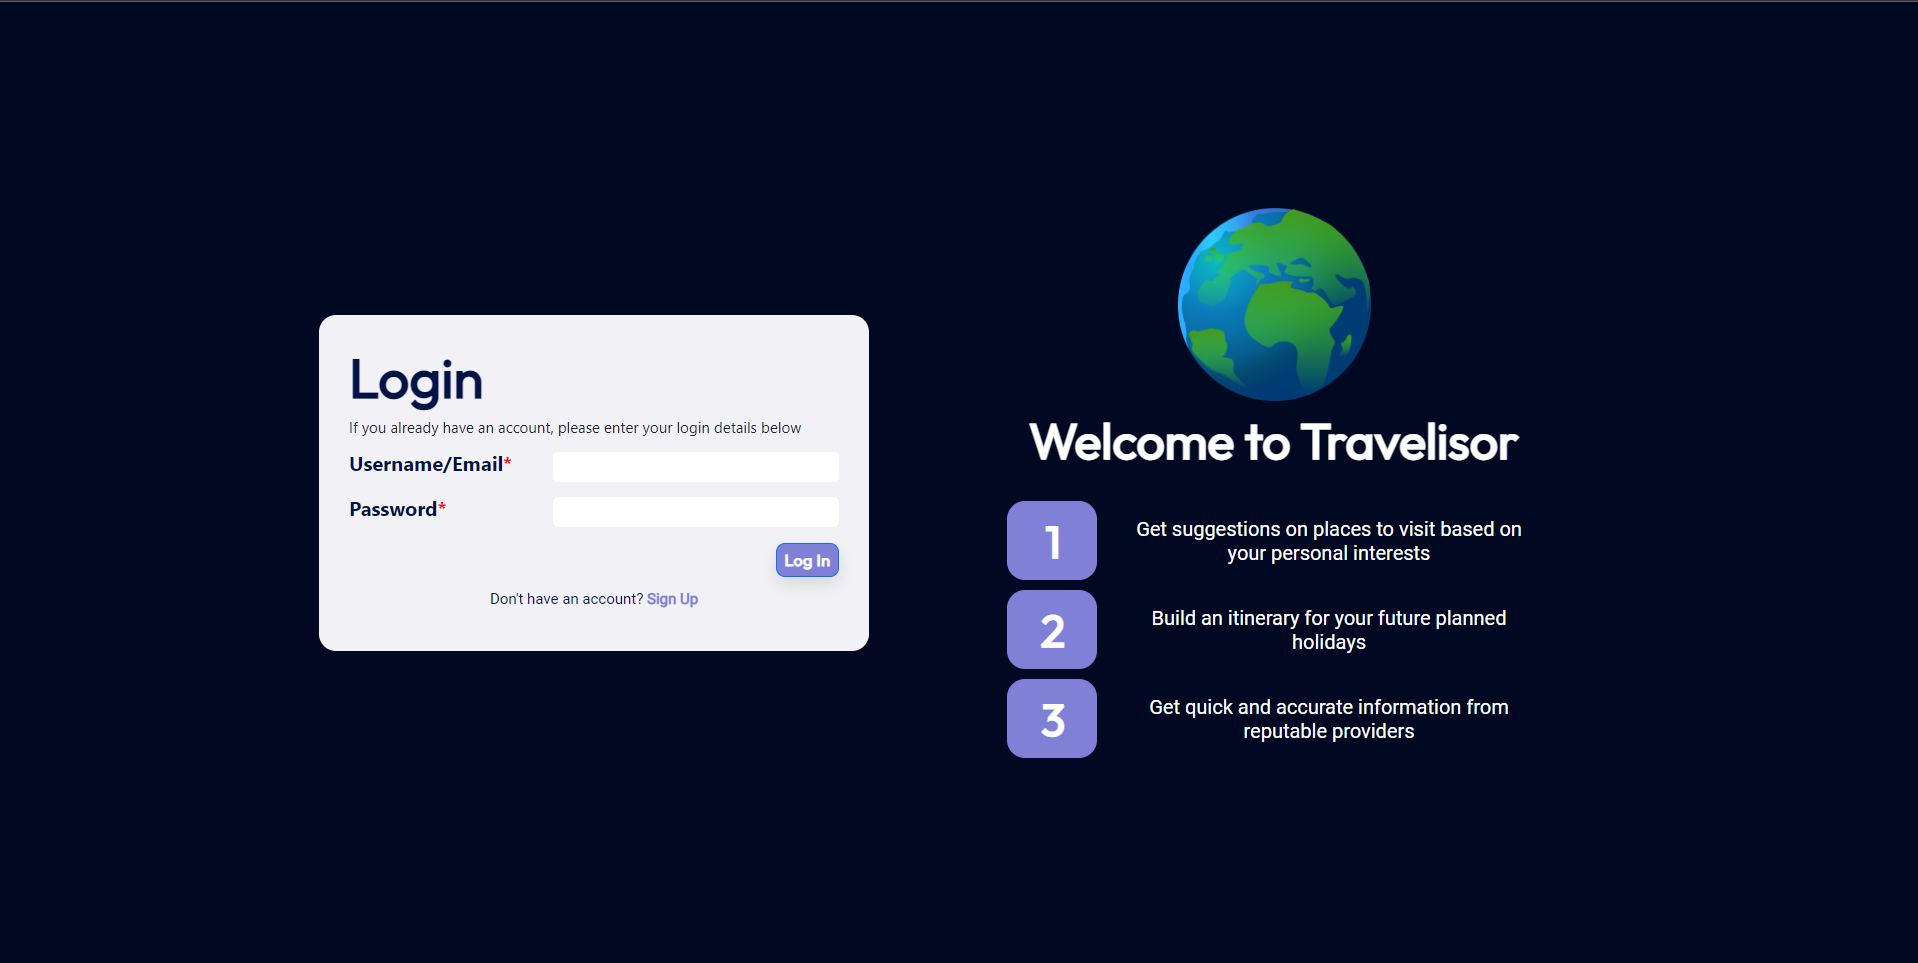 Login
If you already have an account, please enter your login details below
Username/Email*
Password*
Log In
Don't have an account? Sign Up
Welcome to Travelisor
1
Get suggestions on places to visit based on
your personal interests
2
Build an itinerary for your future planned
holidays
3
Get quick and accurate information from
reputable providers